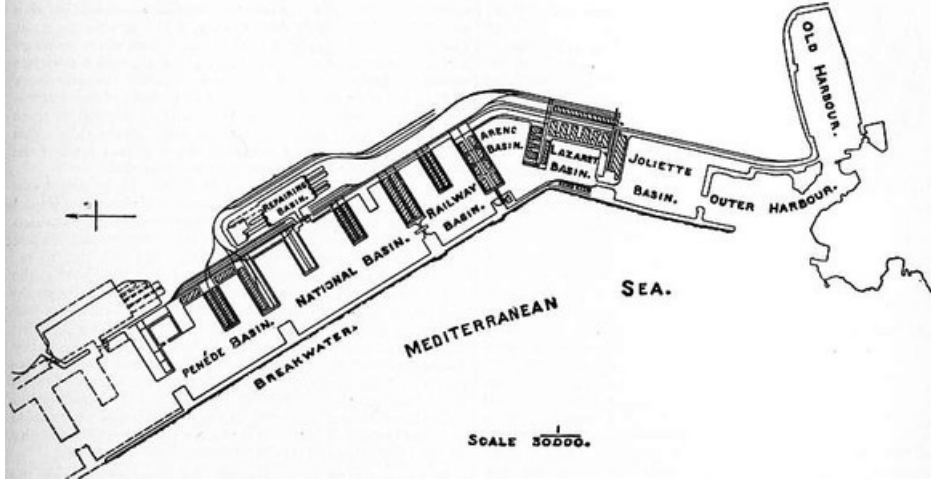 OLD HARBOUR.
ARENC
BASIN.
LAZARET
BASIN.
JOLIETTE
BASIN.
OUTER HARBOUR.
REPAIRING
BASIN.
RAILWAY
BASIN.
NATIONAL BASIN.
PENÉDE BASIN.
BREAKWATER.
MEDITERRANEAN SEA.
SCALE 1/30000.